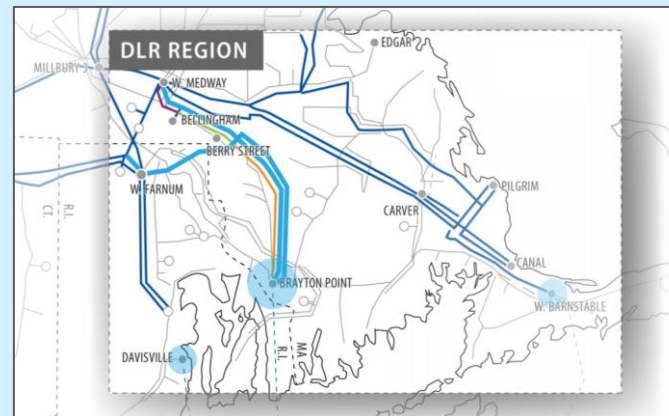 DLR REGION
EDGAR
MILLBURY 3
W. MEDWAY
BELLINGHAM
BERRY STREET
W. FARNUM
PILGRIM
CARVER
CT.
R.I.
CANAL
BRAYTON POINT
W. BARNSTABLE
R.I.
MA
DAVISVILLE